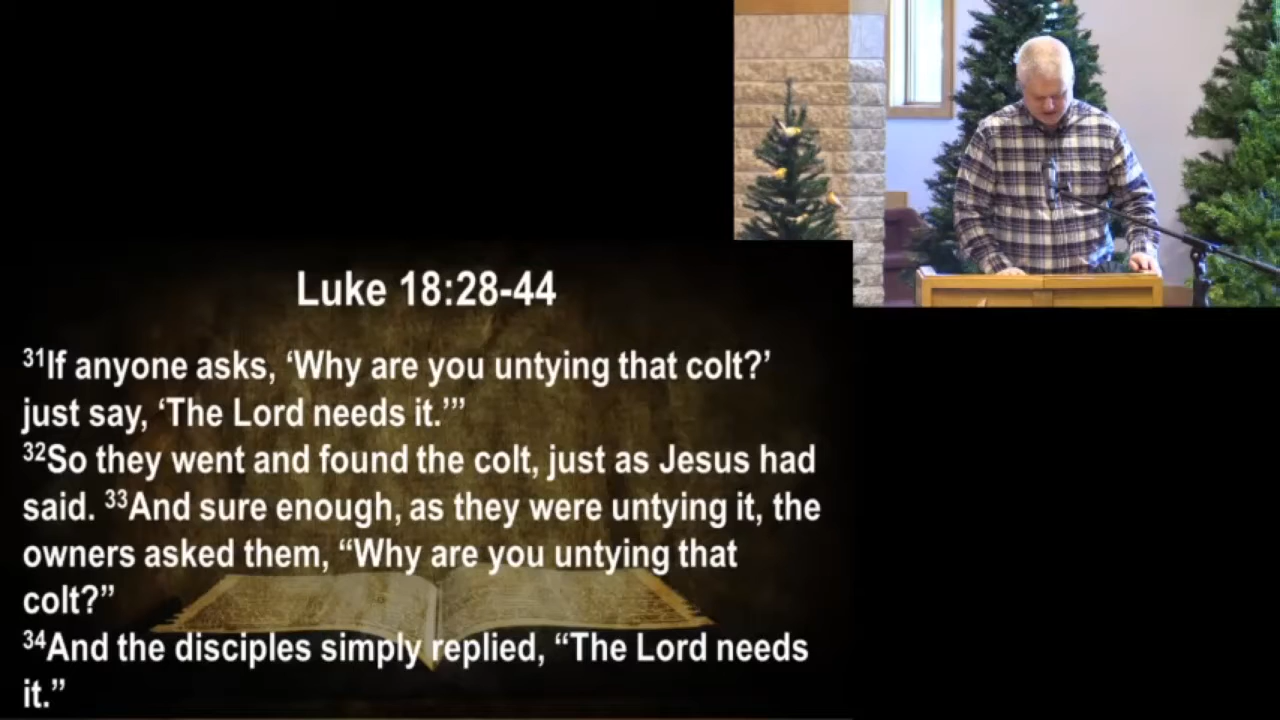 Luke 18:28-44
31If anyone asks, ‘Why are you untying that colt?’
just say, ‘The Lord needs it.’”
32So they went and found the colt, just as Jesus had
said. 33And sure enough, as they were untying it, the
owners asked them, “Why are you untying that
colt?”
34And the disciples simply replied, “The Lord needs
it.”